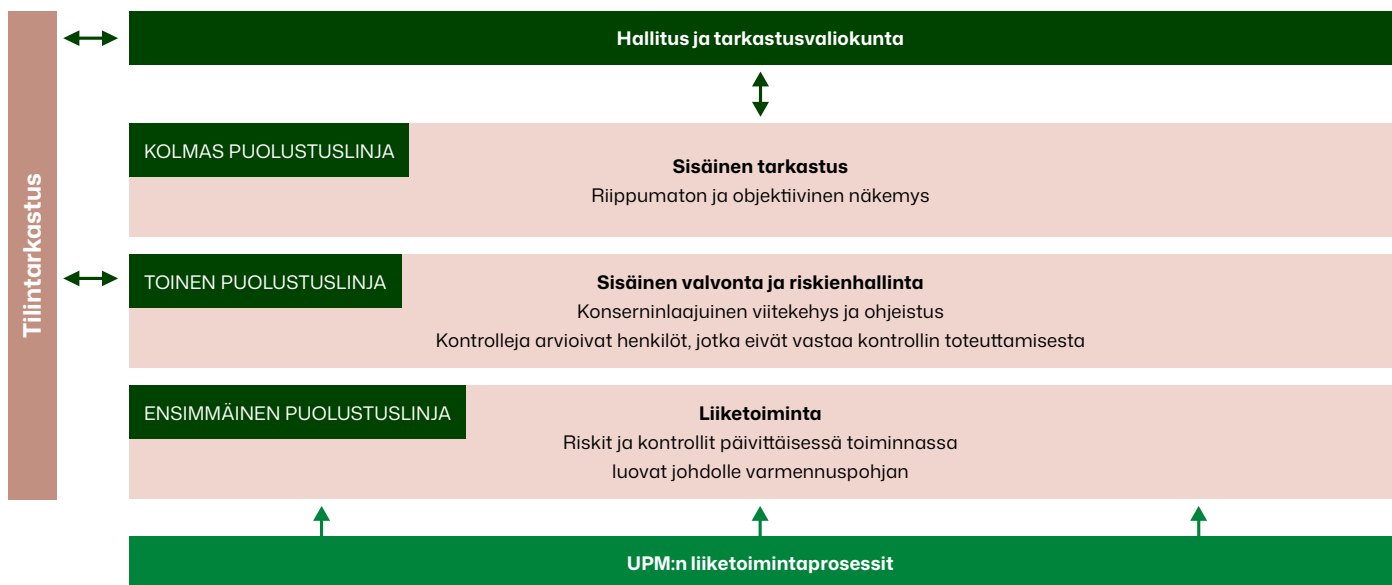 Tilintarkastus
Hallitus ja tarkastusvaliokunta
KOLMAS PUOLUSTUSLINJA
Sisäinen tarkastus
Riippumaton ja objektiivinen näkemys
TOINEN PUOLUSTUSLINJA
Sisäinen valvonta ja riskienhallinta
Konserninlaajuinen viitekehys ja ohjeistus
Kontrolleja arvioivat henkilöt, jotka eivät vastaa kontrollin toteuttamisesta
ENSIMMÄINEN PUOLUSTUSLINJA
Liiketoiminta
Riskit ja kontrollit päivittäisessä toiminnassa
luovat johdolle varmennuspohjan
UPM:n liiketoimintaprosessit